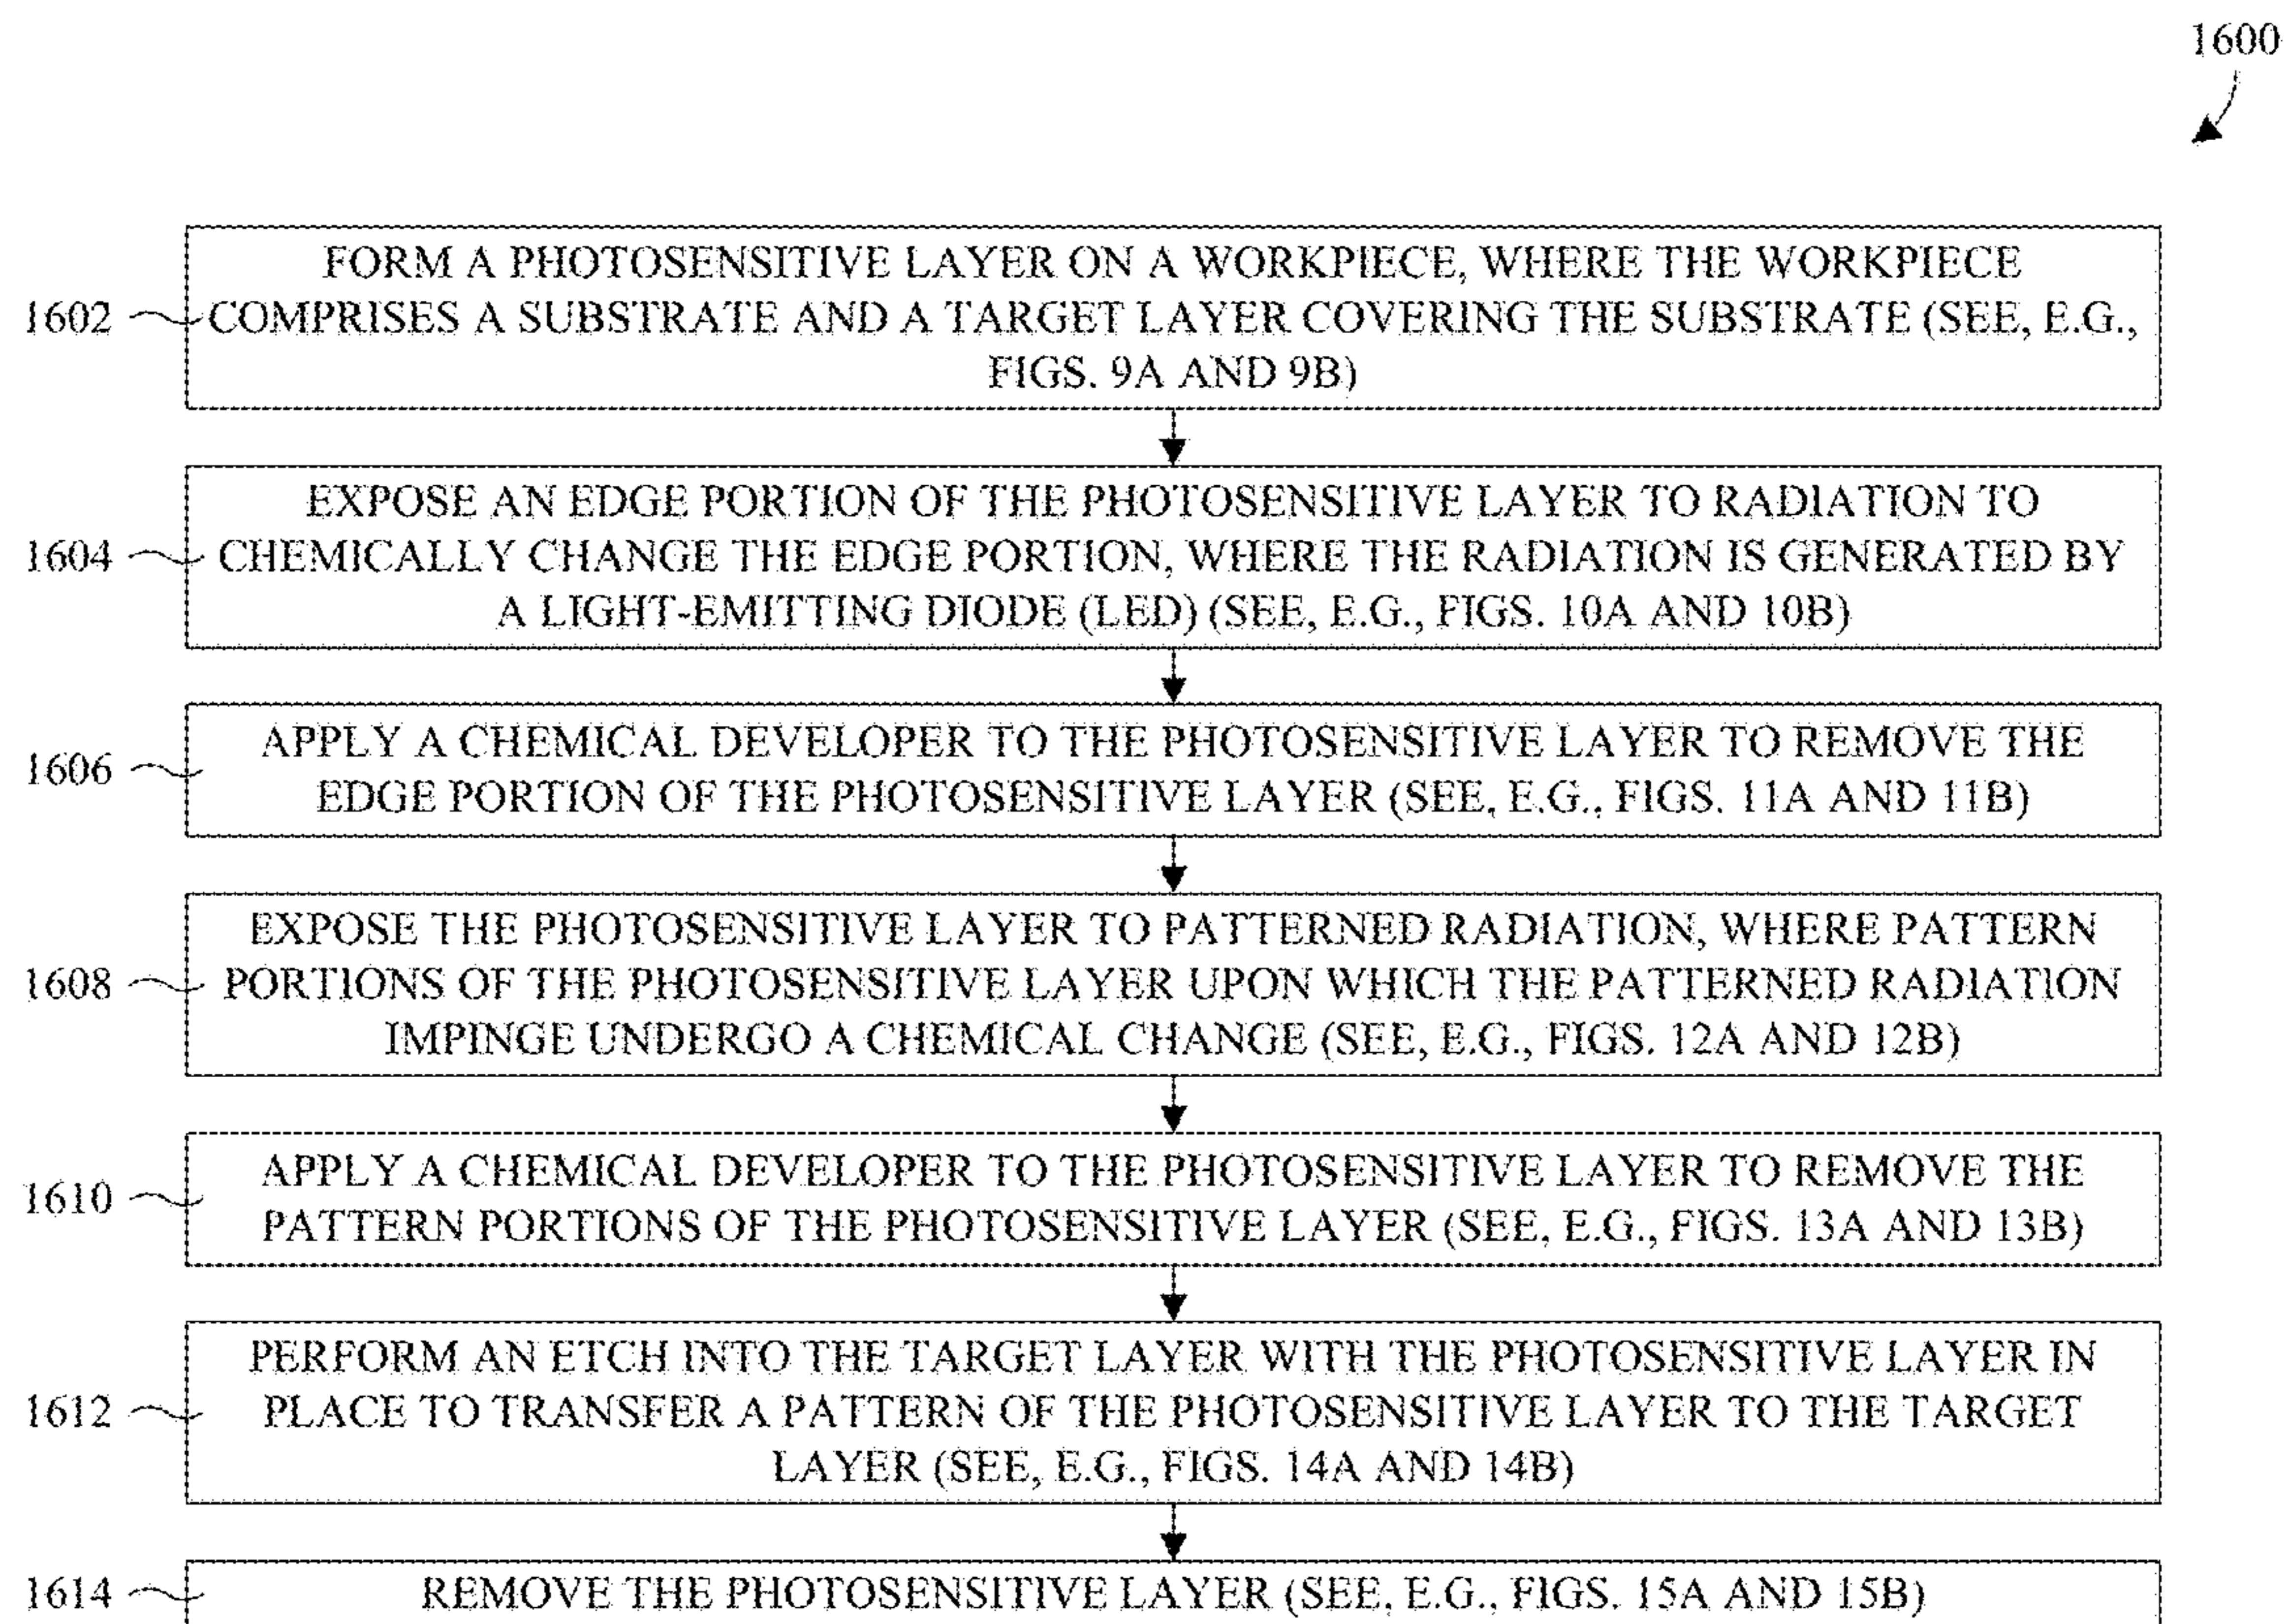 1600
FORM A PHOTOSENSITIVE LAYER ON A WORKPIECE, WHERE THE WORKPIECE
1602 COMPRISES A SUBSTRATE AND A TARGET LAYER COVERING THE SUBSTRATE (SEE, E.G.,
FIGS. 9A AND 9B)
EXPOSE AN EDGE PORTION OF THE PHOTOSENSITIVE LAYER TO RADIATION TO
1604 CHEMICALLY CHANGE THE EDGE PORTION, WHERE THE RADIATION IS GENERATED BY
A LIGHT-EMITTING DIODE (LED) (SEE, E.G., FIGS. 10A AND 10B)
1606
APPLY A CHEMICAL DEVELOPER TO THE PHOTOSENSITIVE LAYER TO REMOVE THE
EDGE PORTION OF THE PHOTOSENSITIVE LAYER (SEE, E.G., FIGS. 11A AND 11B)
EXPOSE THE PHOTOSENSITIVE LAYER TO PATTERNED RADIATION, WHERE PATTERN
1608 PORTIONS OF THE PHOTOSENSITIVE LAYER UPON WHICH THE PATTERNED RADIATION
IMPINGE UNDERGO A CHEMICAL CHANGE (SEE, E.G., FIGS. 12A AND 12B)
1610
APPLY A CHEMICAL DEVELOPER TO THE PHOTOSENSITIVE LAYER TO REMOVE THE
PATTERN PORTIONS OF THE PHOTOSENSITIVE LAYER (SEE, E.G., FIGS. 13A AND 13B)
PERFORM AN ETCH INTO THE TARGET LAYER WITH THE PHOTOSENSITIVE LAYER IN
1612 PLACE TO TRANSFER A PATTERN OF THE PHOTOSENSITIVE LAYER TO THE TARGET
LAYER (SEE, E.G., FIGS. 14A AND 14B)
1614 REMOVE THE PHOTOSENSITIVE LAYER (SEE, E.G., FIGS. 15A AND 15B)